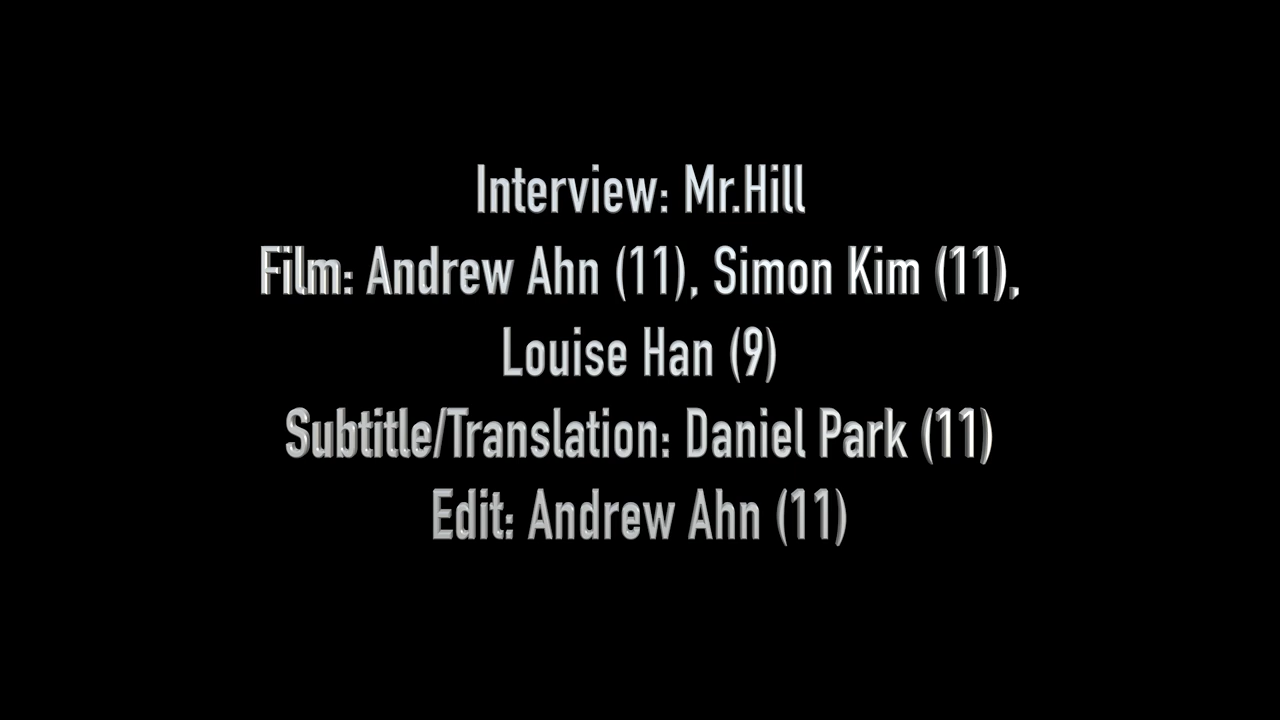 Interview: Mr.Hill
Film: Andrew Ahn (11), Simon Kim (11),
Louise Han (9)
Subtitle/Translation: Daniel Park (11)
Edit: Andrew Ahn (11)